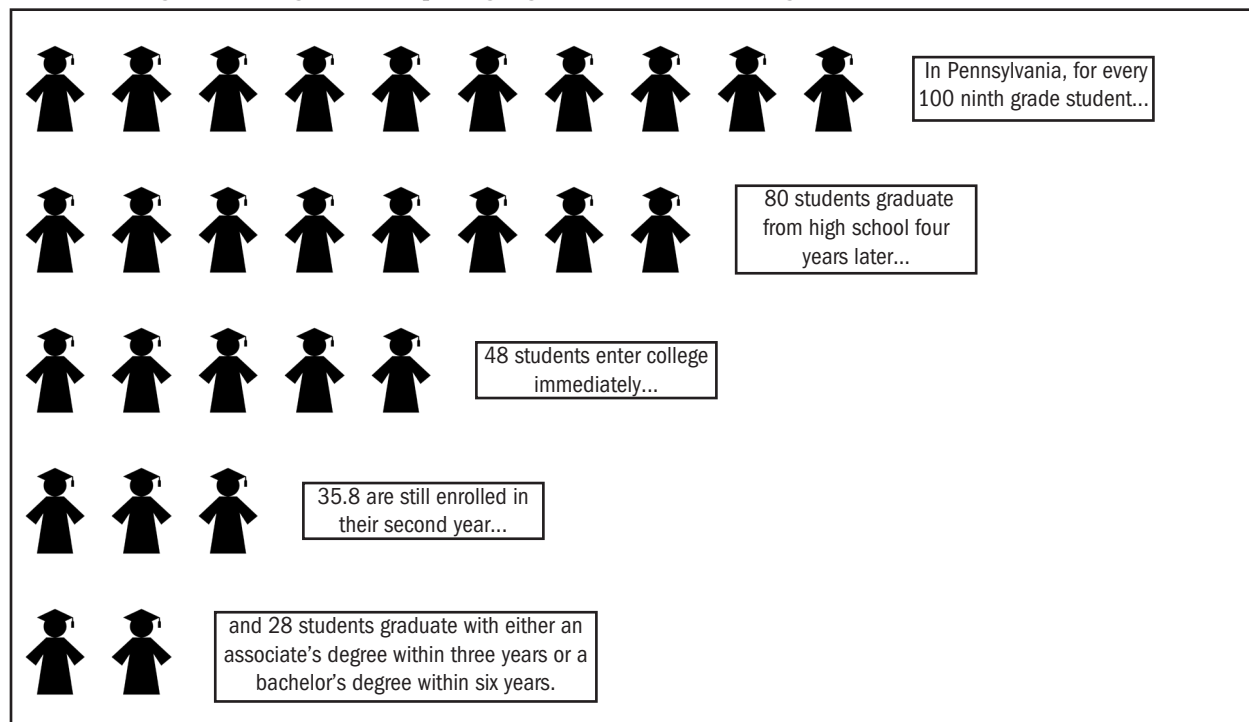 In Pennsylvania, for every
100 ninth grade student...
80 students graduate
from high school four
years later...
48 students enter college
immediately...
35.8 are still enrolled in
their second year...
and 28 students graduate with either an
associate's degree within three years or a
bachelor's degree within six years.